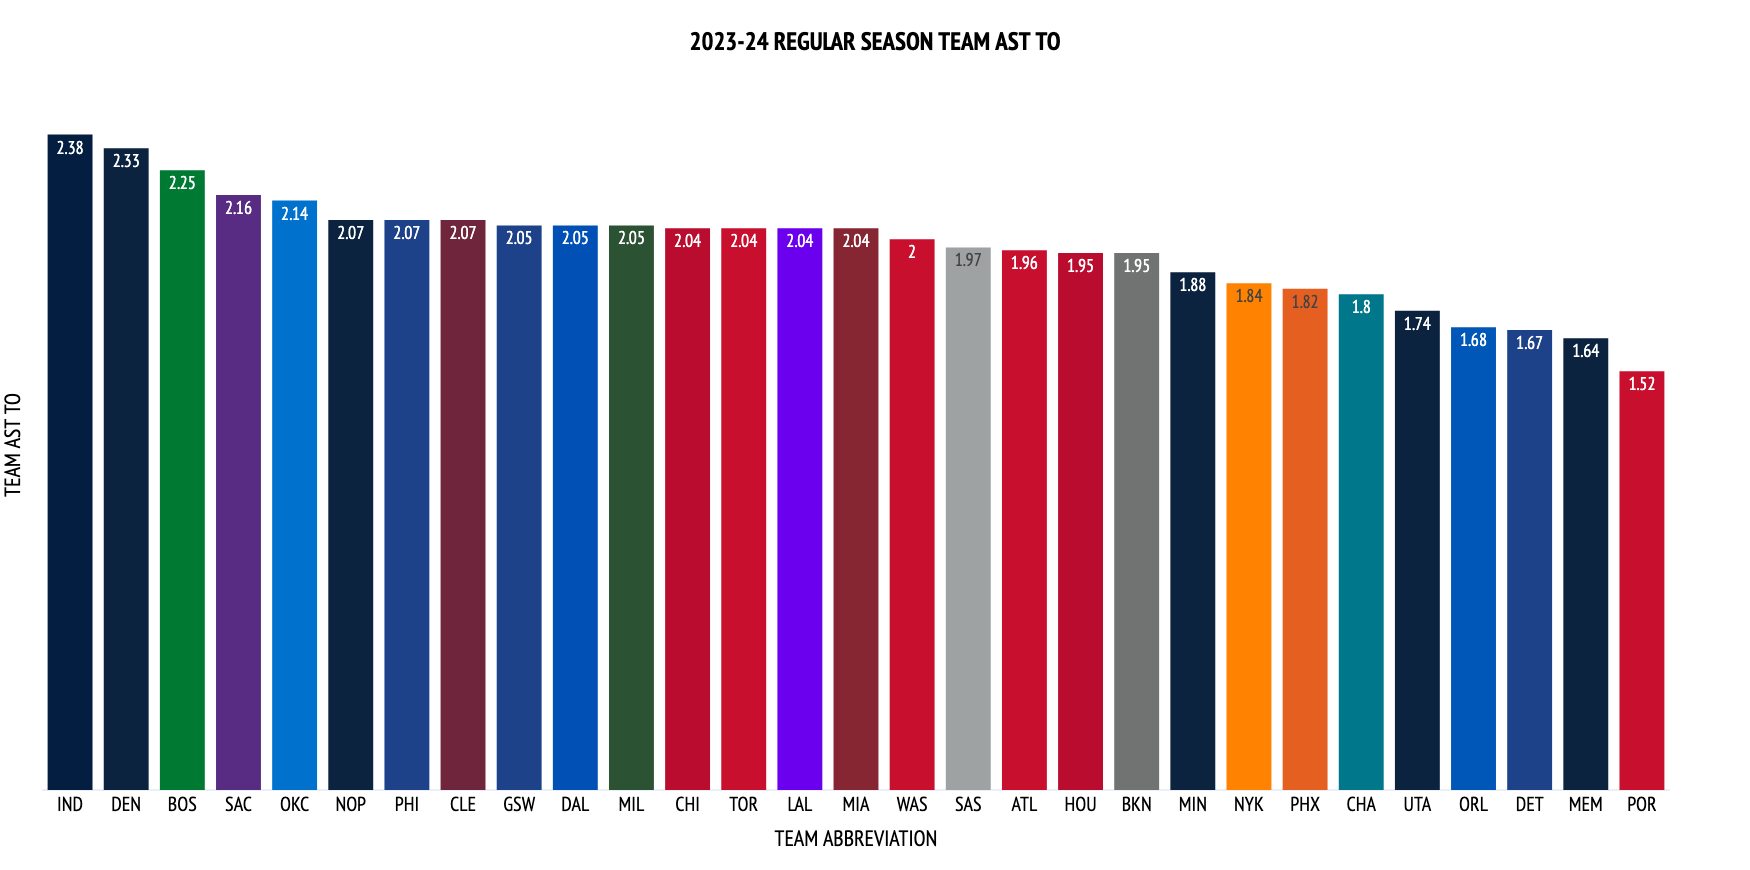 2023-24 REGULAR SEASON TEAM AST TO
2.38 2.33 2.25 2.16 2.14 2.07 2.07 2.07 2.05 2.05 2.05 2.04 2.04 2.04 2.04 2 1.97 1.96 1.95 1.95 1.88 1.84 1.82 1.8 1.74 1.68 1.67 1.64 1.52
TEAM AST TO
IND DEN BOS SAC OKC NOP PHI CLE GSW DAL MIL CHI TOR LAL MIA WAS SAS ATL HOU BKN MIN NYK PHX CHA UTA ORL DET MEM POR
TEAM ABBREVIATION